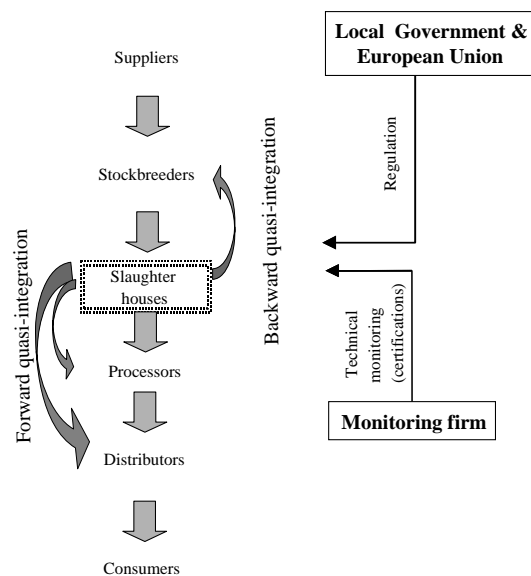 Local Government &
European Union
Suppliers
Regulation
Stockbreeders
Backward quasi-integration
Forward quasi-integration
Slaughter
houses
Technical
monitoring
(certifications)
Processors
Monitoring firm
Distributors
Consumers